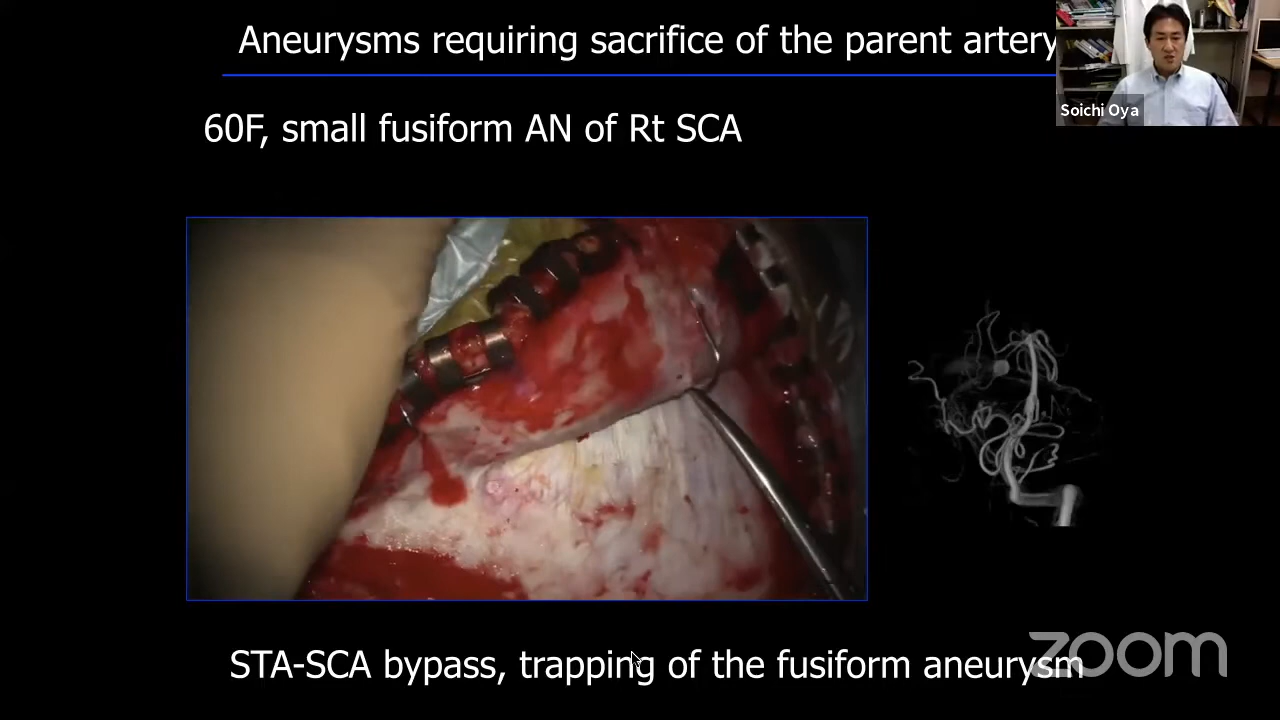 Aneurysms requiring sacrifice of the parent artery
Soichi Oya
60F, small fusiform AN of Rt SCA
STA-SCA bypass, trapping of the fusiform aneurysm
zoom